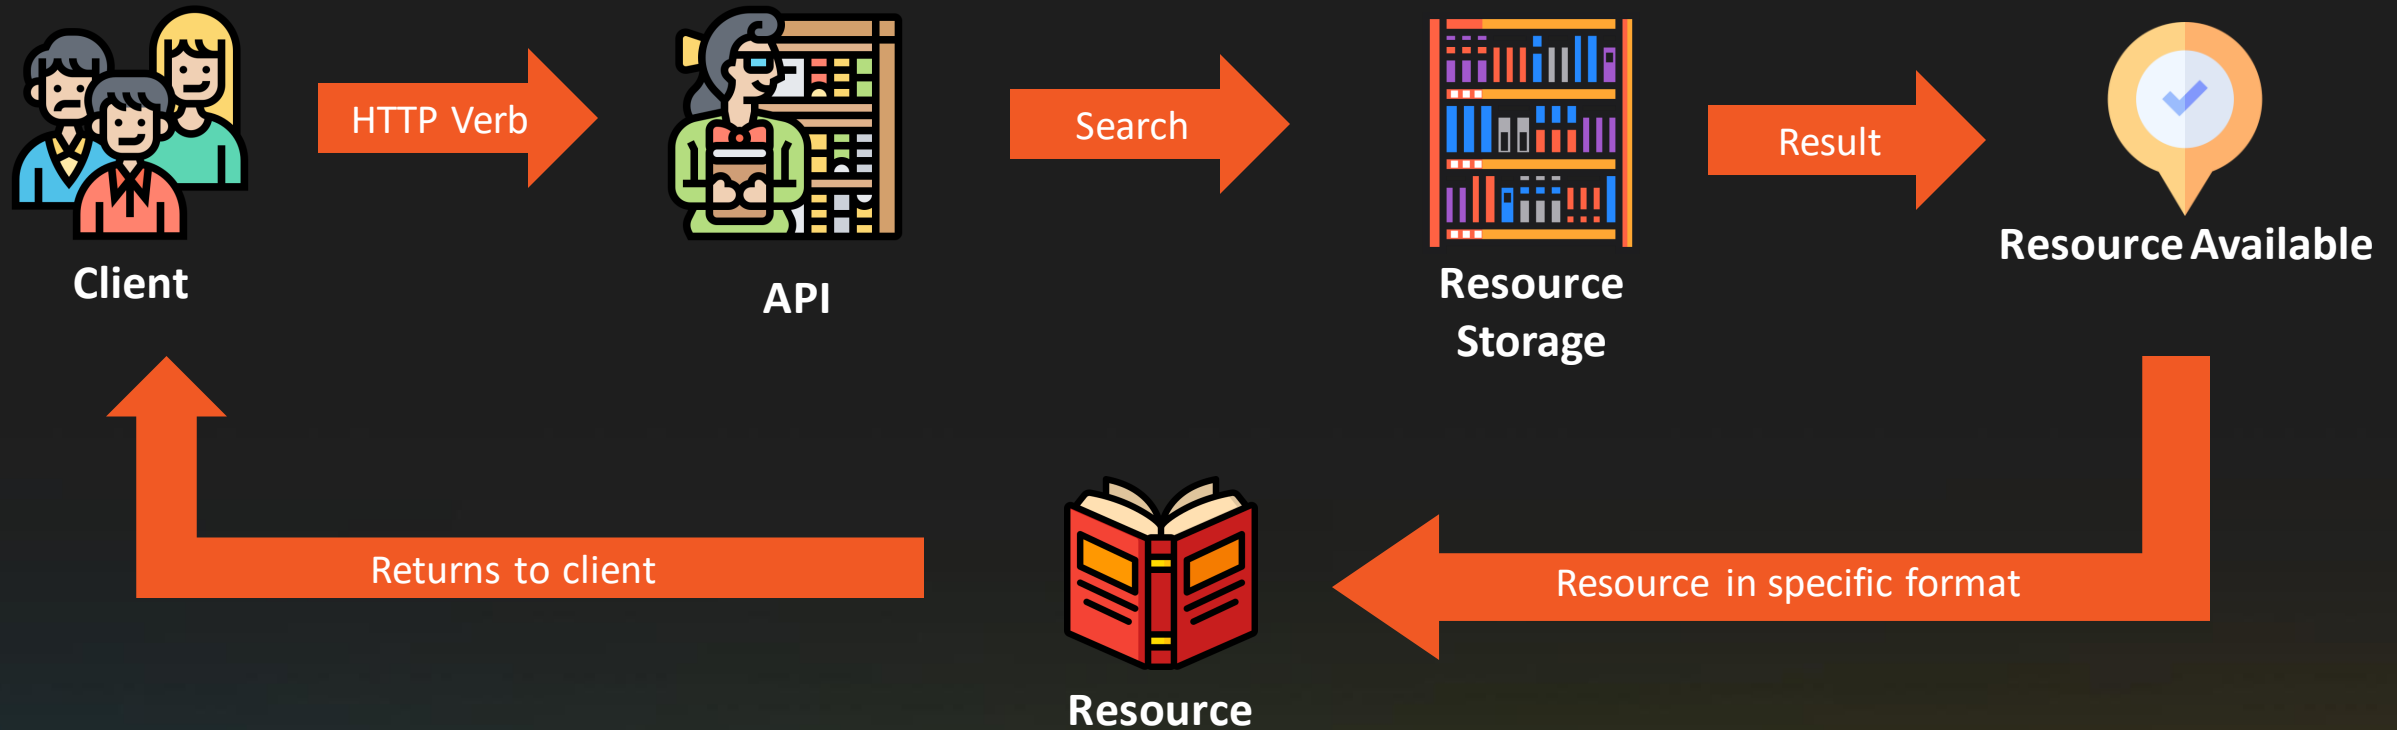 HTTP Verb
Search
Result
Client
API
Resource
Storage
Resource Available
Returns to client
Resource in specific format
Resource